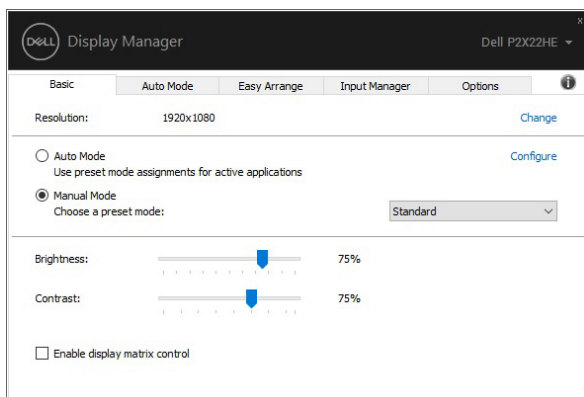 DELL Display Manager
Dell P2X22HE
Basic Auto Mode Easy Arrange Input Manager Options
Resolution: 1920x1080 Change
Auto Mode Configure
Use preset mode assignments for active applications
Manual Mode
Choose a preset mode: Standard
Brightness: 75%
Contrast: 75%
Enable display matrix control